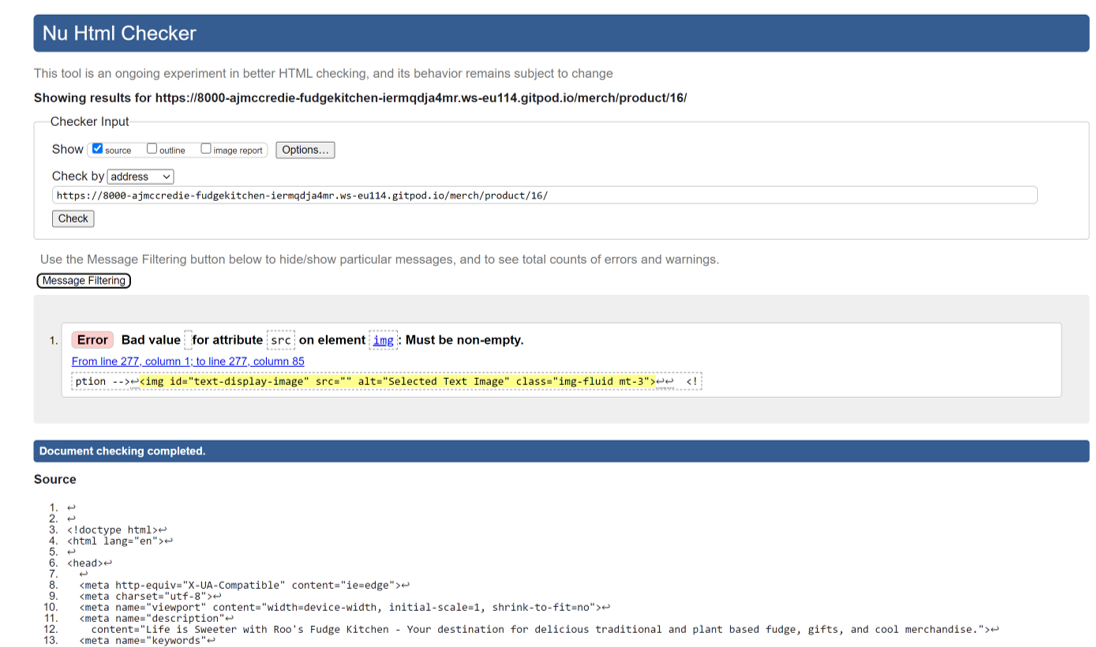 Nu Html Checker
This tool is an ongoing experiment in better HTML checking, and its behavior remains subject to change
Showing results for https://8000-ajmccredie-fudgekitchen-iermqdja4mr.ws-eu114.gitpod.io/merch/product/16/
Checker Input
Show source outline image report Options...
Check by address
https://8000-ajmccredie-fudgekitchen-iermqdja4mr.ws-eu114.gitpod.io/merch/product/16/
Check
Use the Message Filtering button below to hide/show particular messages, and to see total counts of errors and warnings.
Message Filtering
1. Error Bad value for attribute src on element img: Must be non-empty.
From line 277, column 1; to line 277, column 85
ption -->↩<img id="text-display-image" src="" alt="Selected Text Image" class="img-fluid mt-3">↩↩ <!
Document checking completed.
Source
1. ↩
2. ↩
3. <!doctype html>↩
4. <html lang="en">↩
5. ↩
6. <head>↩
7. ↩
8. <meta http-equiv="X-UA-Compatible" content="ie=edge">↩
9. <meta charset="utf-8">↩
10. <meta name="viewport" content="width=device-width, initial-scale=1, shrink-to-fit=no">↩
11. <meta name="description"↩
12. content="Life is Sweeter with Roo's Fudge Kitchen - Your destination for delicious traditional and plant based fudge, gifts, and cool merchandise.">↩
13. <meta name="keywords"↩